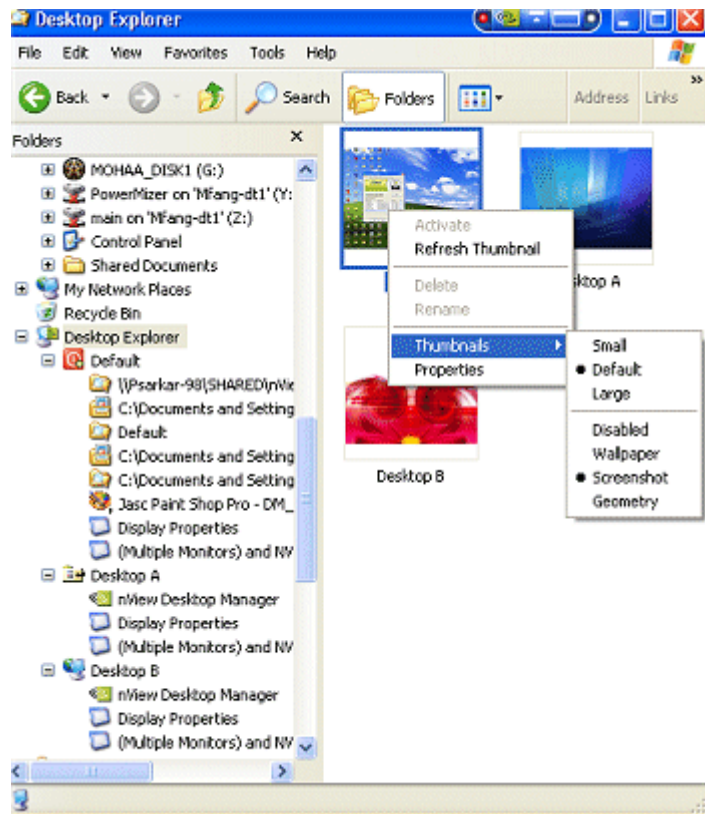 Desktop Explorer
File Edit View Favorites Tools Help
Back Search Folders Address Links
Folders
MOHAA_DISK1 (G:)
PowerMizer on 'Mfang-dt1' (Y:
main on 'Mfang-dt1' (Z:)
Control Panel
Shared Documents
My Network Places
Recycle Bin
Desktop Explorer
Default
\\Psarkar-98\SHARED\nVie
C:\Documents and Setting
Default
C:\Documents and Setting
C:\Documents and Setting
Jasc Paint Shop Pro - DM_
Display Properties
(Multiple Monitors) and NV
Desktop A
nView Desktop Manager
Display Properties
(Multiple Monitors) and NV
Desktop B
nView Desktop Manager
Display Properties
(Multiple Monitors) and NV
sktop A
Desktop B
Activate
Refresh Thumbnail
Delete
Rename
Thumbnails
Properties
Small
Default
Large
Disabled
Wallpaper
Screenshot
Geometry